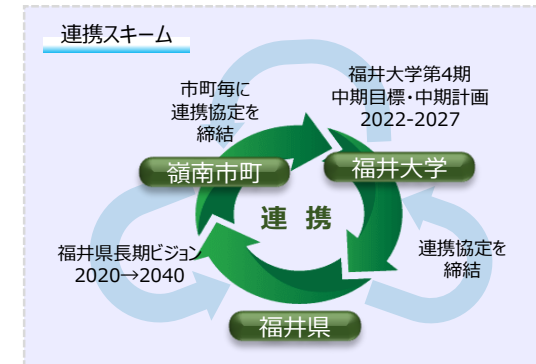 連携スキーム
市町毎に
連携協定を
締結
福井大学第4期
中期目標・中期計画
2022-2027
嶺南市町
福井大学
連 携
福井県長期ビジョン
2020→2040
連携協定を
締結
福井県